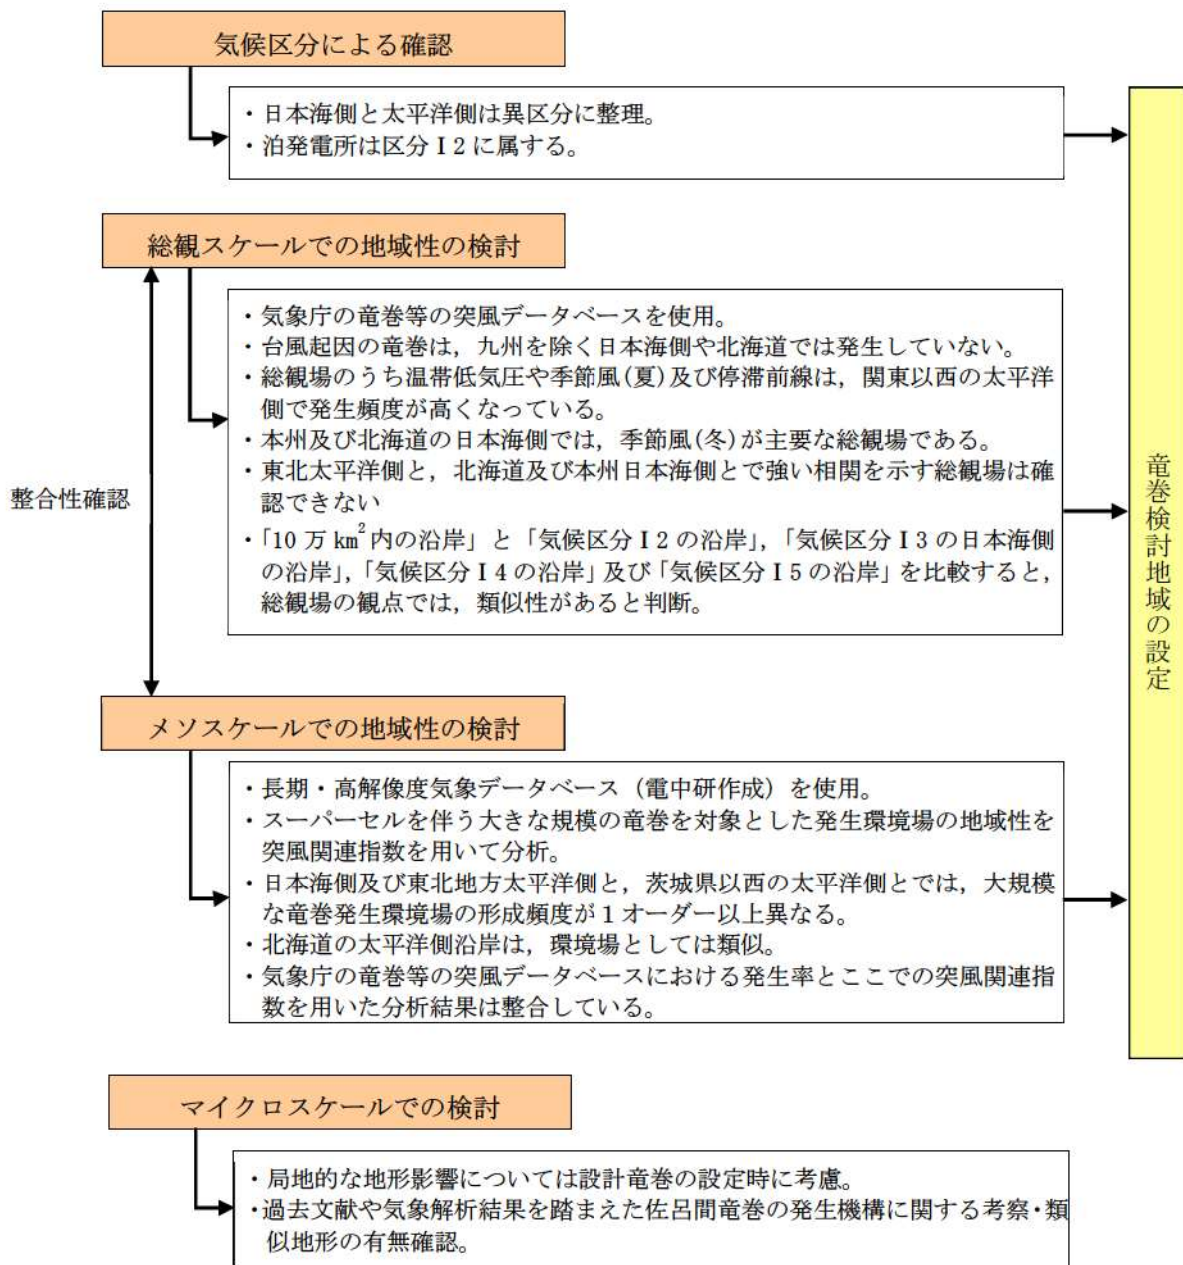 気候区分による確認
・日本海側と太平洋側は異区分に整理。
・泊発電所は区分Ⅰ2に属する。
総観スケールでの地域性の検討
・気象庁の竜巻等の突風データベースを使用。
・台風起因の竜巻は，九州を除く日本海側や北海道では発生していない。
・総観場のうち温帯低気圧や季節風(夏)及び停滞前線は，関東以西の太平洋
側で発生頻度が高くなっている。
・本州及び北海道の日本海側では，季節風(冬)が主要な総観場である。
・東北太平洋側と，北海道及び本州日本海側とで強い相関を示す総観場は確
認できない
・「10万km²内の沿岸」と「気候区分Ⅰ2の沿岸」，「気候区分Ⅰ3の日本海側
の沿岸」，「気候区分Ⅰ4の沿岸」及び「気候区分Ⅰ5の沿岸」を比較すると，
総観場の観点では，類似性があると判断。
整合性確認
メソスケールでの地域性の検討
・長期・高解像度気象データベース（電中研作成）を使用。
・スーパーセルを伴う大きな規模の竜巻を対象とした発生環境場の地域性を
突風関連指数を用いて分析。
・日本海側及び東北地方太平洋側と，茨城県以西の太平洋側とでは，大規模
な竜巻発生環境場の形成頻度が1オーダー以上異なる。
・北海道の太平洋側沿岸は，環境場としては類似。
・気象庁の竜巻等の突風データベースにおける発生率とここでの突風関連指
数を用いた分析結果は整合している。
マイクロスケールでの検討
・局地的な地形影響については設計竜巻の設定時に考慮。
・過去文献や気象解析結果を踏まえた佐呂間竜巻の発生機構に関する考察・類
似地形の有無確認。
竜巻検討地域の設定